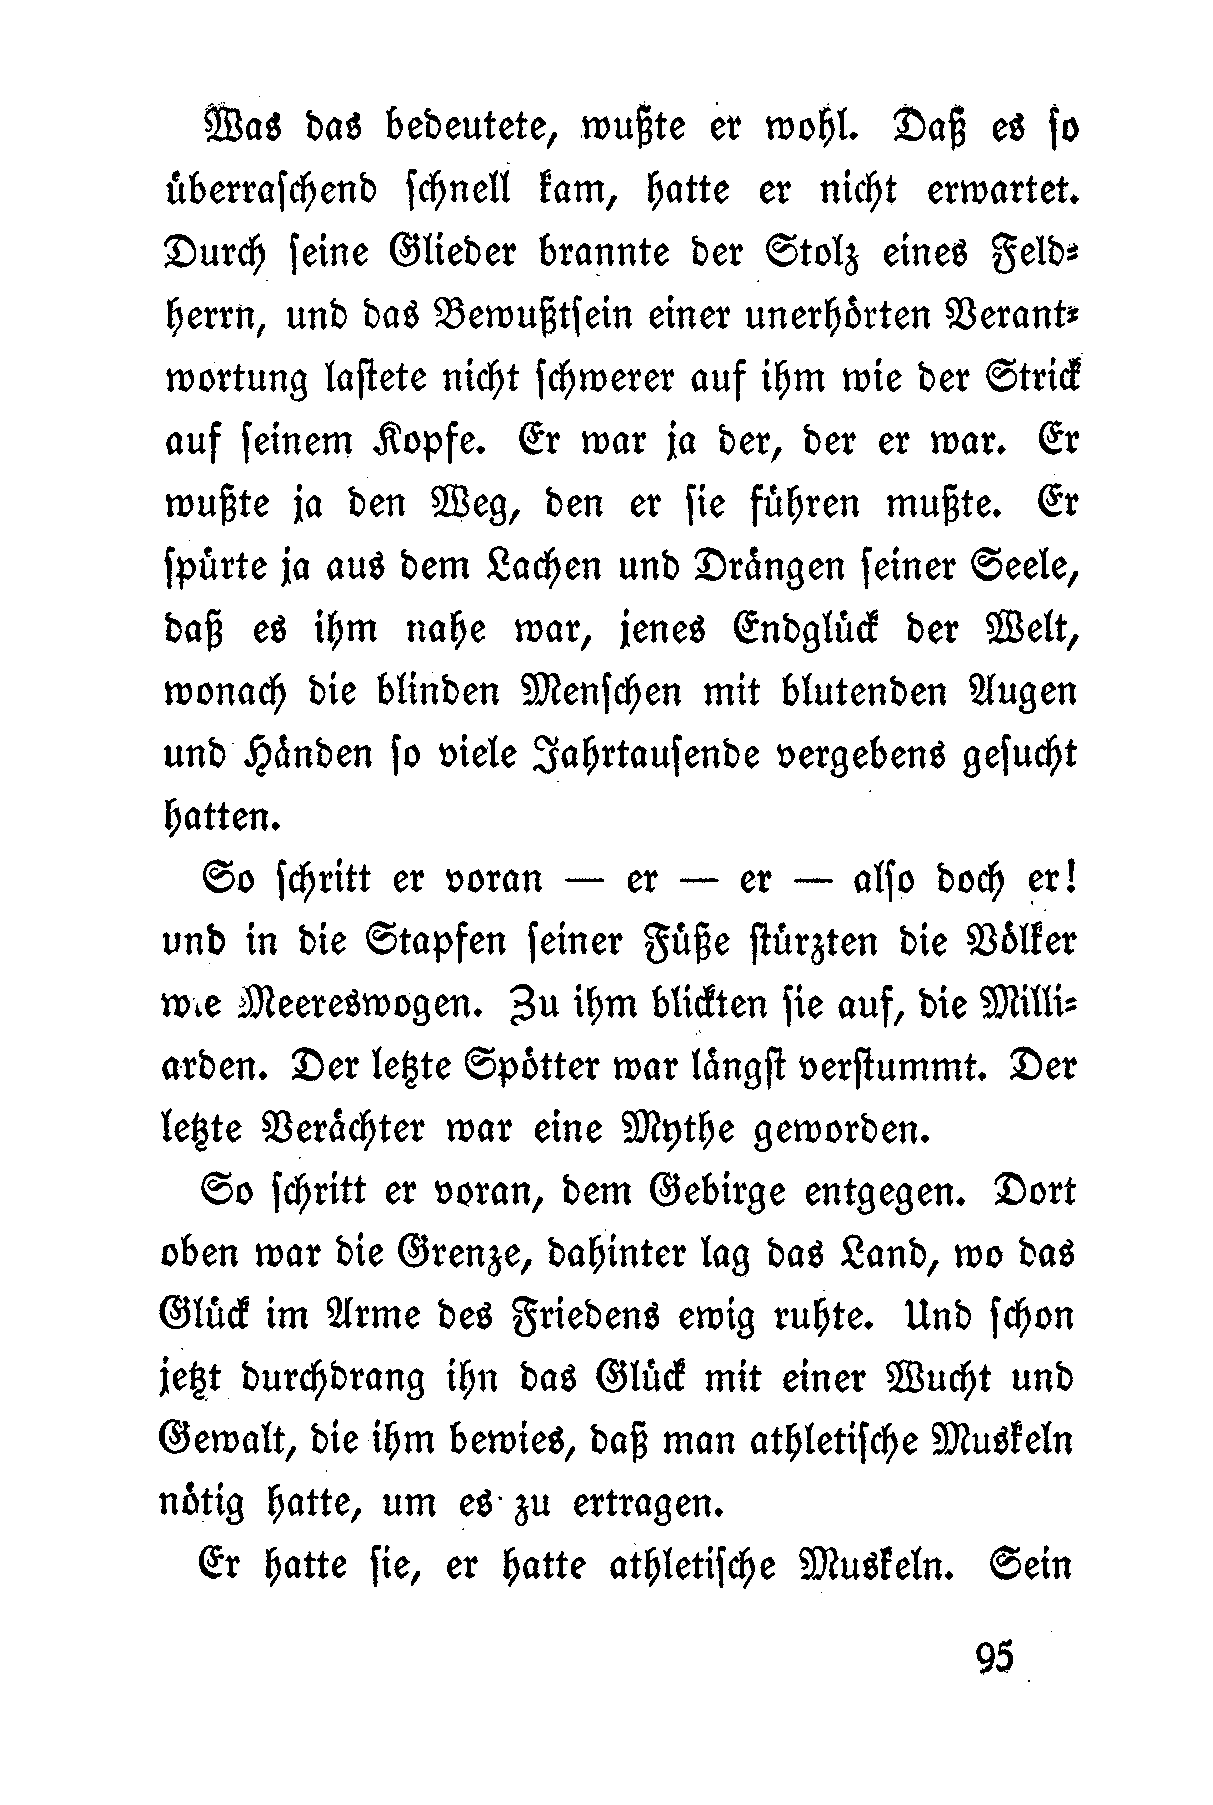 Was das bedeutete, wußte er wohl. Daß es so
überraschend schnell kam, hatte er nicht erwartet.
Durch seine Glieder brannte der Stolz eines Feld-
herrn, und das Bewußtsein einer unerhörten Verant-
wortung lastete nicht schwerer auf ihm wie der Strick
auf seinem Kopfe. Er war ja der, der er war. Er
wußte ja den Weg, den er sie führen mußte. Er
spürte ja aus dem Lachen und Drängen seiner Seele,
daß es ihm nahe war, jenes Endglück der Welt,
wonach die blinden Menschen mit blutenden Augen
und Händen so viele Jahrtausende vergebens gesucht
hatten.
So schritt er voran — er — er — also doch er!
und in die Stapfen seiner Füße stürzten die Völker
wie Meereswogen. Zu ihm blickten sie auf, die Milli-
arden. Der letzte Spötter war längst verstummt. Der
letzte Verächter war eine Mythe geworden.
So schritt er voran, dem Gebirge entgegen. Dort
oben war die Grenze, dahinter lag das Land, wo das
Glück im Arme des Friedens ewig ruhte. Und schon
jetzt durchdrang ihn das Glück mit einer Wucht und
Gewalt, die ihm bewies, daß man athletische Muskeln
nötig hatte, um es zu ertragen.
Er hatte sie, er hatte athletische Muskeln. Sein
95